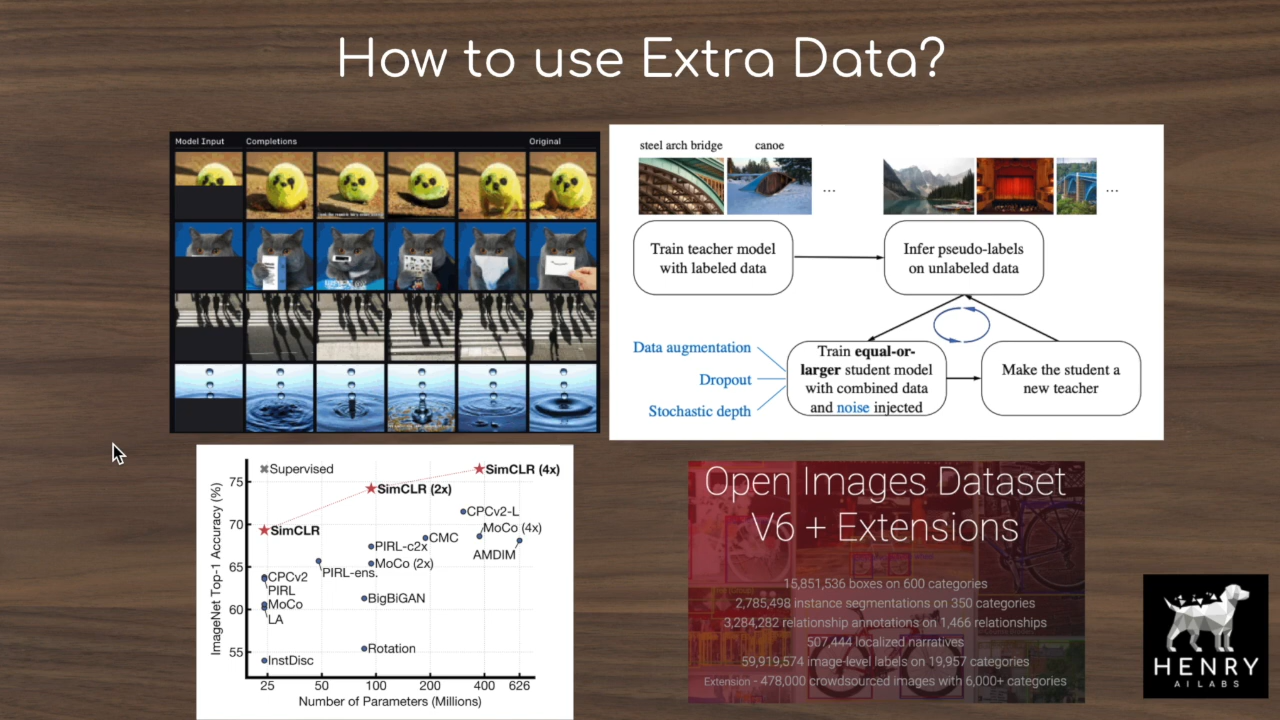 How to use Extra Data?
Model Input Completions Original
steel arch bridge canoe
... ...
Train teacher model
with labeled data
Infer pseudo-labels
on unlabeled data
Data augmentation
Dropout
Stochastic depth
Train equal-or-
larger student model
with combined data
and noise injected
Make the student a
new teacher
ImageNet Top-1 Accuracy (%)
75
70
65
60
55
Supervised
SimCLR (4x)
SimCLR (2x)
SimCLR
CPCv2-L
MoCo (4x)
CMC
AMDIM
PIRL-c2x
MoCo (2x)
PIRL-ens.
CPCv2
PIRL
MoCo
LA
BigBiGAN
Rotation
InstDisc
25 50 100 200 400 626
Number of Parameters (Millions)
Open Images Dataset
V6 + Extensions
15,851,536 boxes on 600 categories
2,785,498 instance segmentations on 350 categories
3,284,282 relationship annotations on 1,466 relationships
507,444 localized narratives
59,919,574 image-level labels on 19,957 categories
Extension - 478,000 crowdsourced images with 6,000+ categories
HENRY
AI LABS